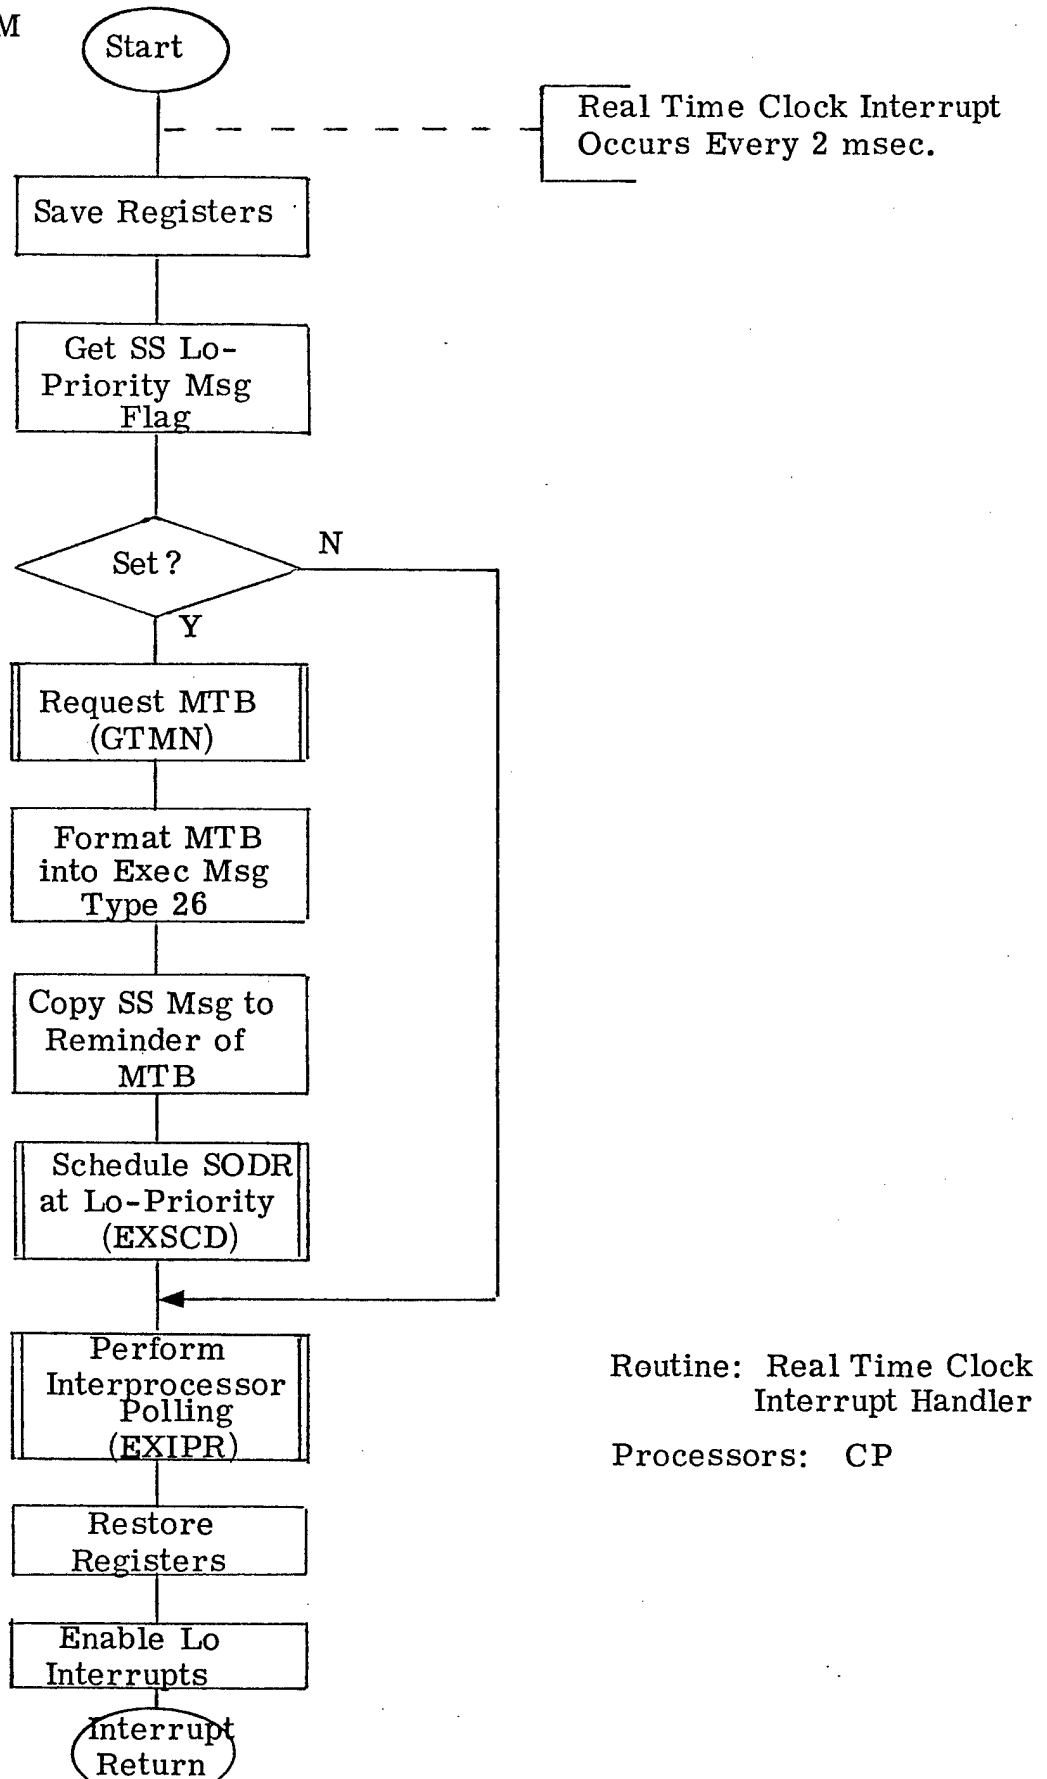 M
Start
Real Time Clock Interrupt
Occurs Every 2 msec.
Save Registers
Get SS Lo-
Priority Msg
Flag
Set?
N
Y
Request MTB
(GTMN)
Format MTB
into Exec Msg
Type 26
Copy SS Msg to
Reminder of
MTB
Schedule SODR
at Lo-Priority
(EXSCD)
Perform
Interprocessor
Polling
(EXIPR)
Routine: Real Time Clock
Interrupt Handler
Processors: CP
Restore
Registers
Enable Lo
Interrupts
Interrupt
Return